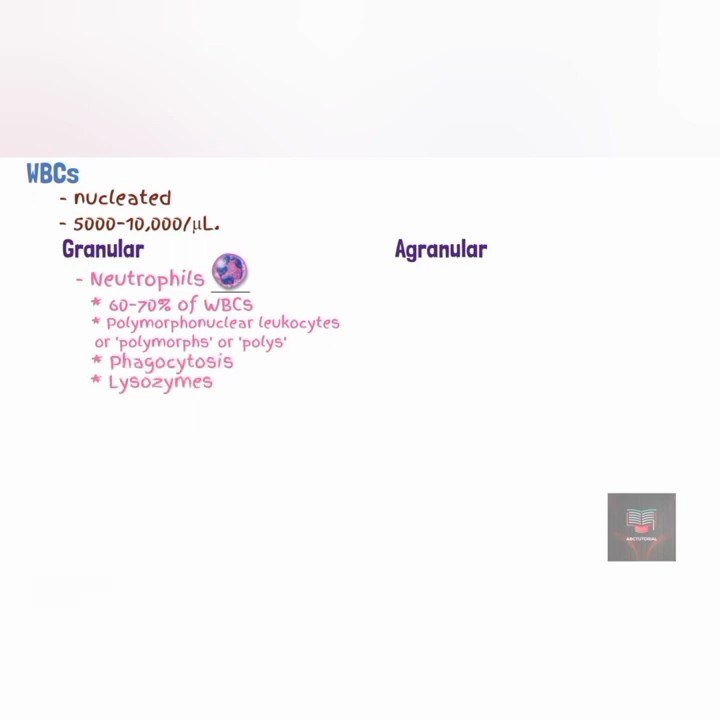 WBCs
- nucleated
- 5000-10,000/μL.
Granular
Agranular
- Neutrophils
* 60-70% of WBCs
* Polymorphonuclear leukocytes
or 'polymorphs' or 'polys'
* Phagocytosis
* Lysozymes
ABCTUTORIAL